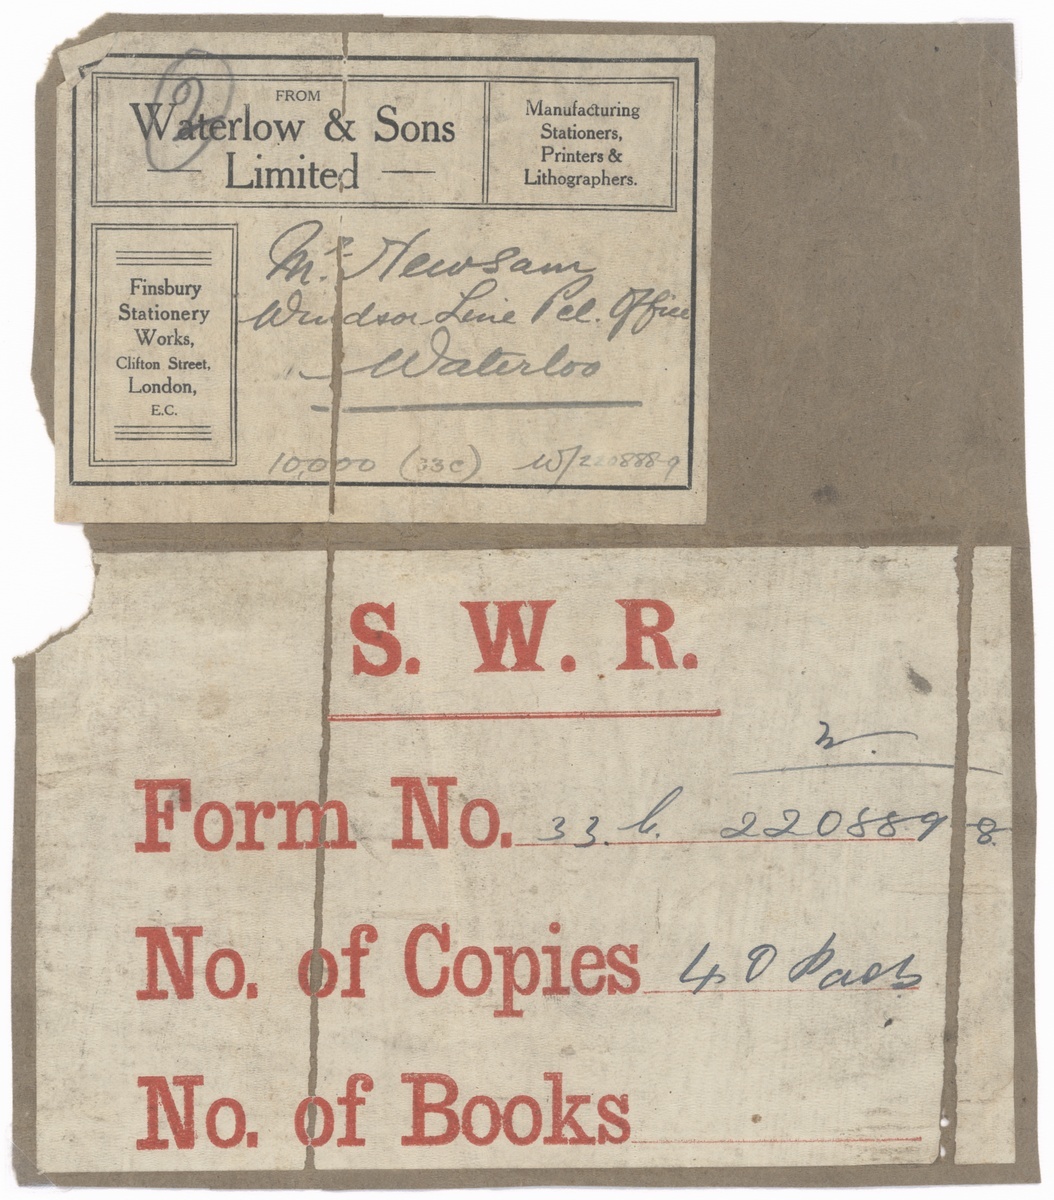 2
FROM
Waterlow & Sons
Limited
Manufacturing
Stationers,
Printers &
Lithographers.
Finsbury
Stationery
Works,
Clifton Street,
London,
E.C.
Mr. Newsam
Windsor Line Pcl. Office
Waterloo
10,000 (33c) W/220888-9
S. W. R.
Form No. 33. 220889 8.
No. of Copies 40 Pads
No. of Books